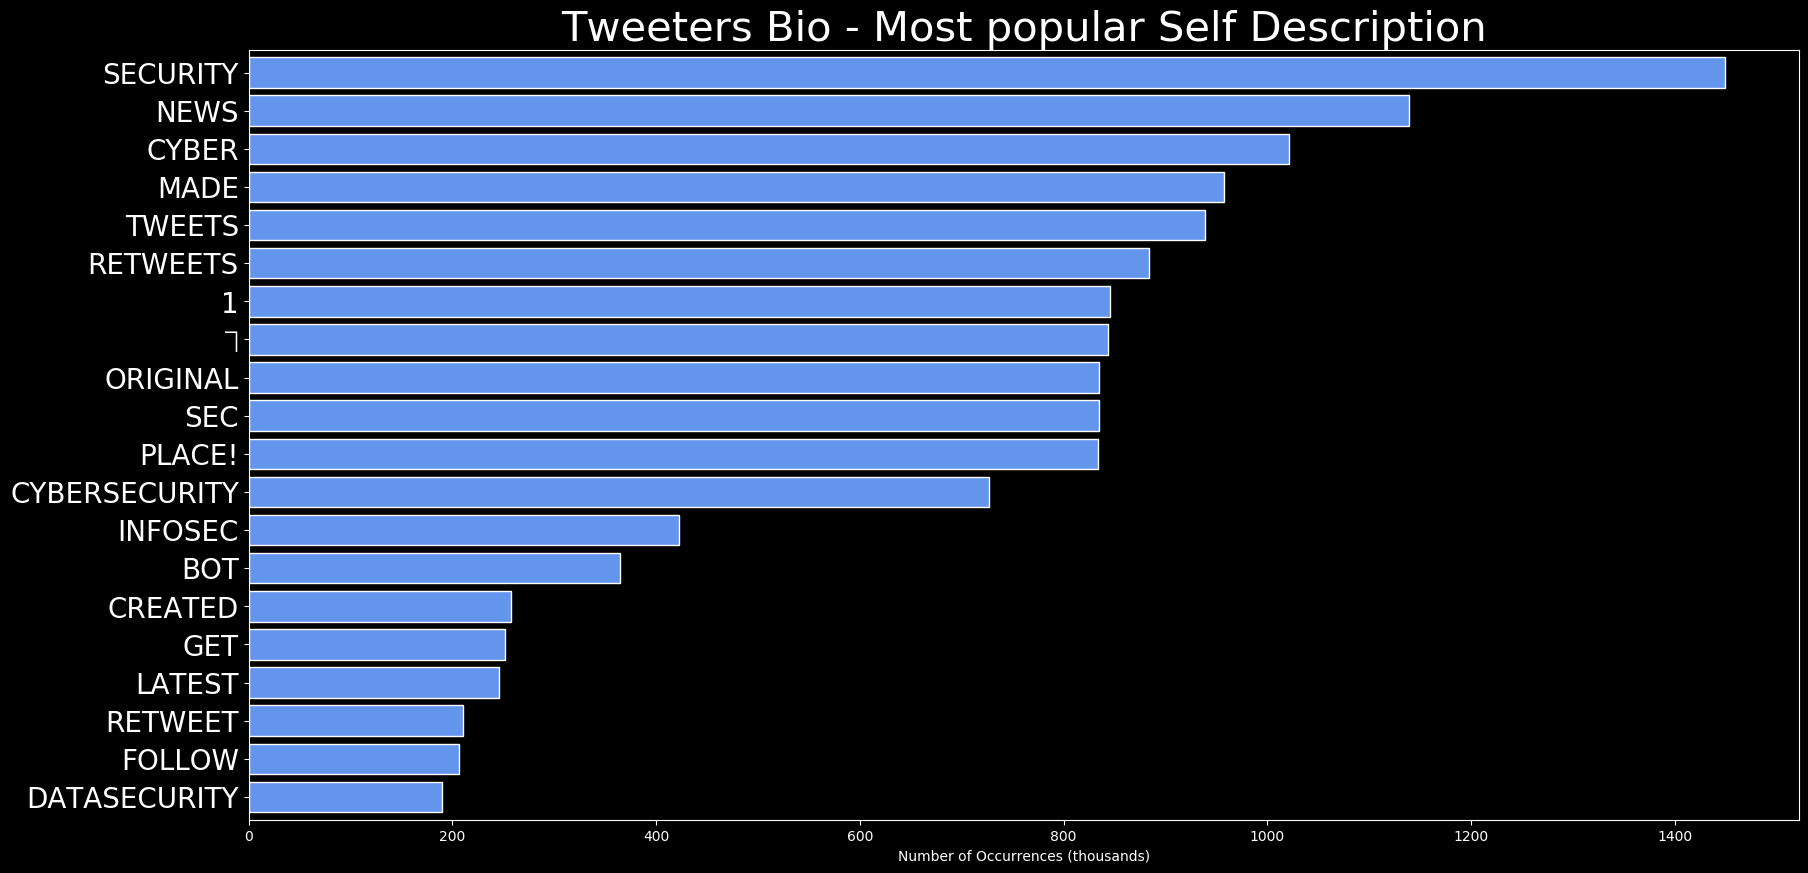 Tweeters Bio - Most popular Self Description
SECURITY
NEWS
CYBER
MADE
TWEETS
RETWEETS
1
ORIGINAL
SEC
PLACE!
CYBERSECURITY
INFOSEC
BOT
CREATED
GET
LATEST
RETWEET
FOLLOW
DATASECURITY
0 200 400 600 800 1000 1200 1400
Number of Occurrences (thousands)